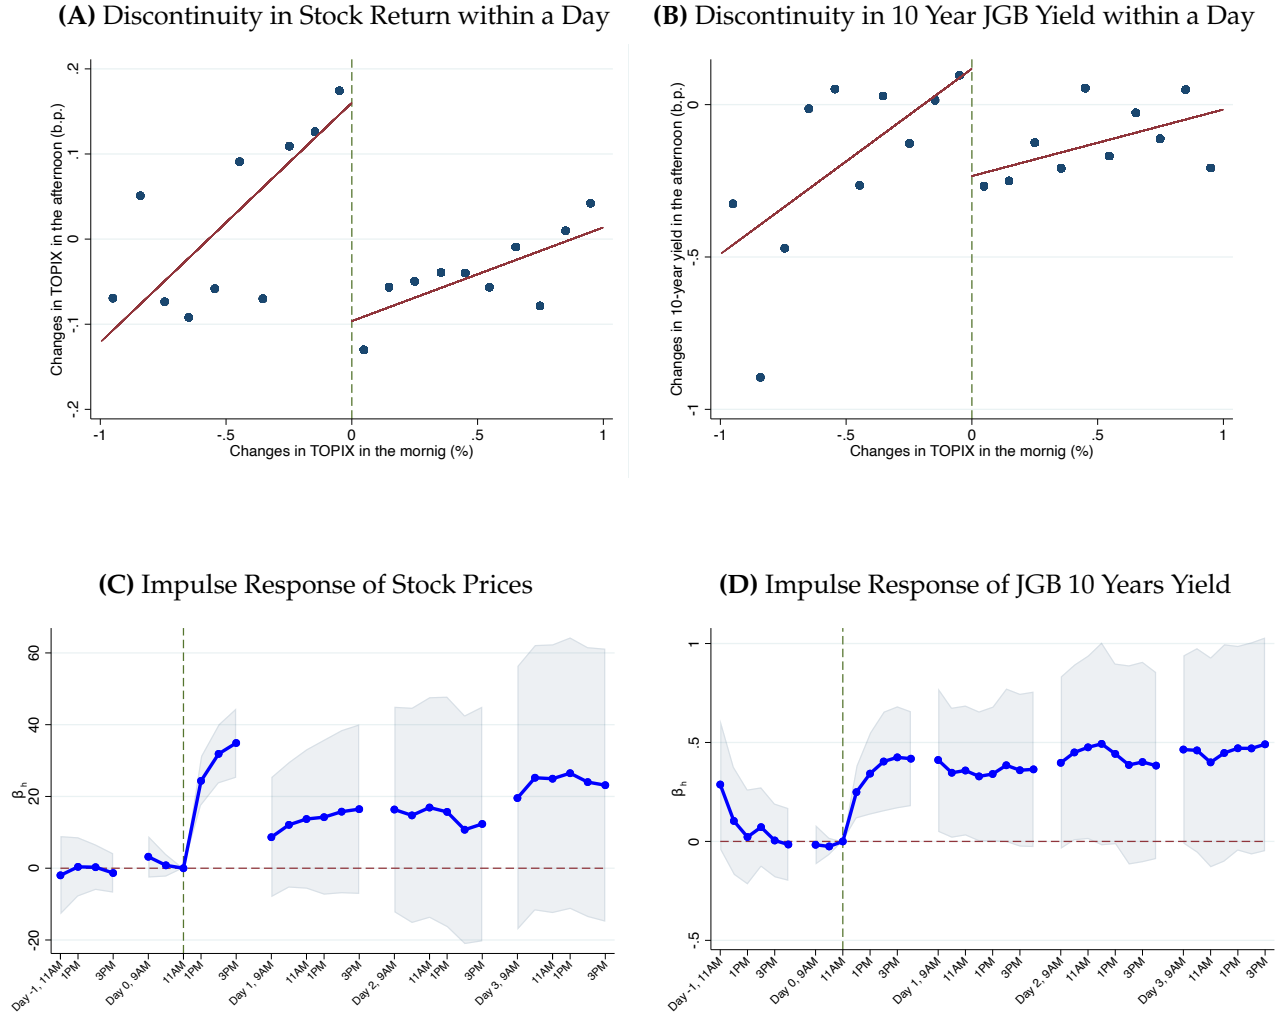 (A) Discontinuity in Stock Return within a Day
Changes in TOPIX in the afternoon (b.p.)
.2
.1
0
-.1
-.2
-1
-.5
0
.5
1
Changes in TOPIX in the mornig (%)
(B) Discontinuity in 10 Year JGB Yield within a Day
Changes in 10-year yield in the afternoon (b.p.)
0
-.5
-1
-1
-.5
0
.5
1
Changes in TOPIX in the mornig (%)
(C) Impulse Response of Stock Prices
β h
60
40
20
0
-20
Day -1, 11AM
1PM
3PM
Day 0, 9AM
11AM
1PM
3PM
Day 1, 9AM
11AM
1PM
3PM
Day 2, 9AM
11AM
1PM
3PM
Day 3, 9AM
11AM
1PM
3PM
(D) Impulse Response of JGB 10 Years Yield
β h
1
.5
0
-.5
Day -1, 11AM
1PM
3PM
Day 0, 9AM
11AM
1PM
3PM
Day 1, 9AM
11AM
1PM
3PM
Day 2, 9AM
11AM
1PM
3PM
Day 3, 9AM
11AM
1PM
3PM